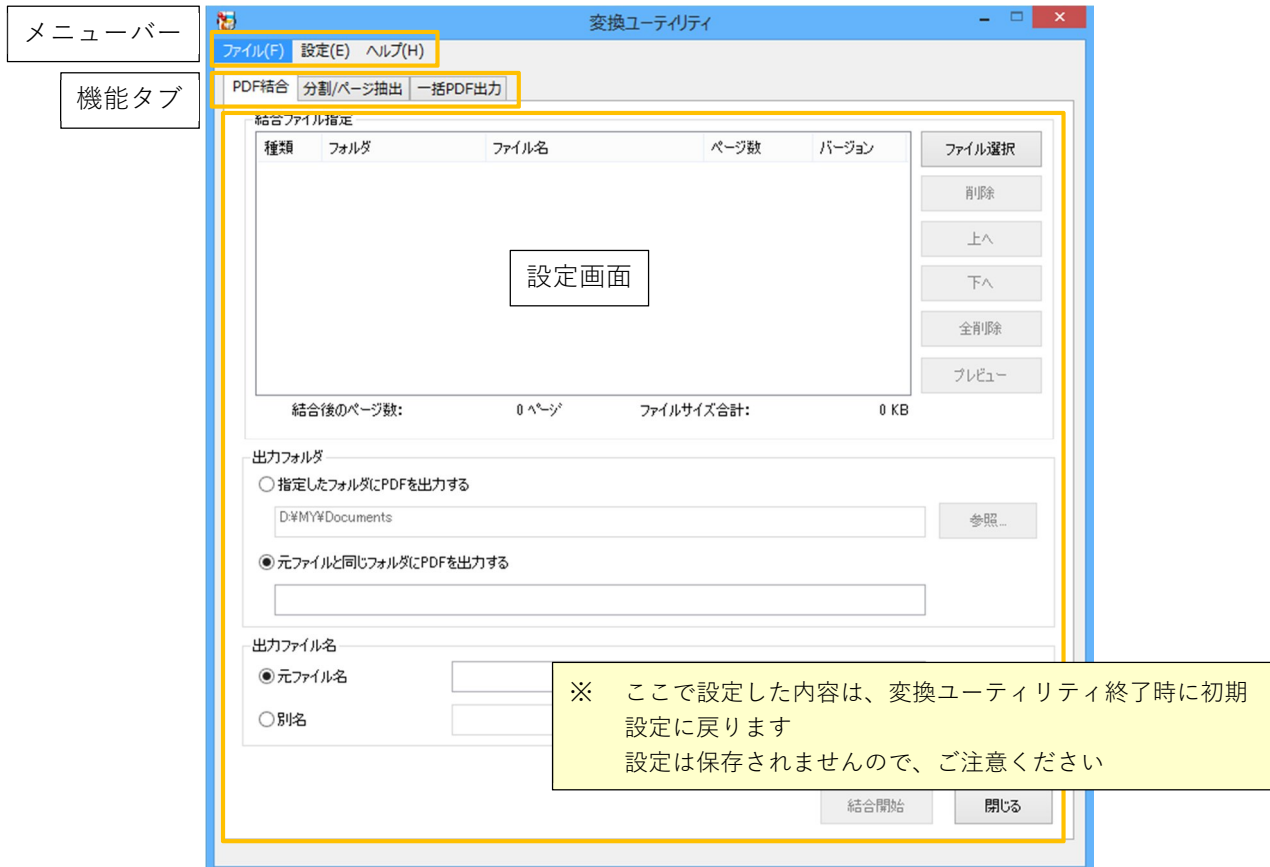 メニューバー
変換ユーティリティ
ファイル(F) 設定(E) ヘルプ(H)
機能タブ
PDF結合 分割/ページ抽出 一括PDF出力
結合ファイル指定
種類 フォルダ ファイル名 ページ数 バージョン
ファイル選択
削除
上へ
設定画面
下へ
全削除
プレビュー
結合後のページ数: 0 ページ ファイルサイズ合計: 0 KB
出力フォルダ
指定したフォルダにPDFを出力する
D:¥MY¥Documents
参照...
元ファイルと同じフォルダにPDFを出力する
出力ファイル名
元ファイル名
別名
※ ここで設定した内容は、変換ユーティリティ終了時に初期
設定に戻ります
設定は保存されませんので、ご注意ください
結合開始 閉じる